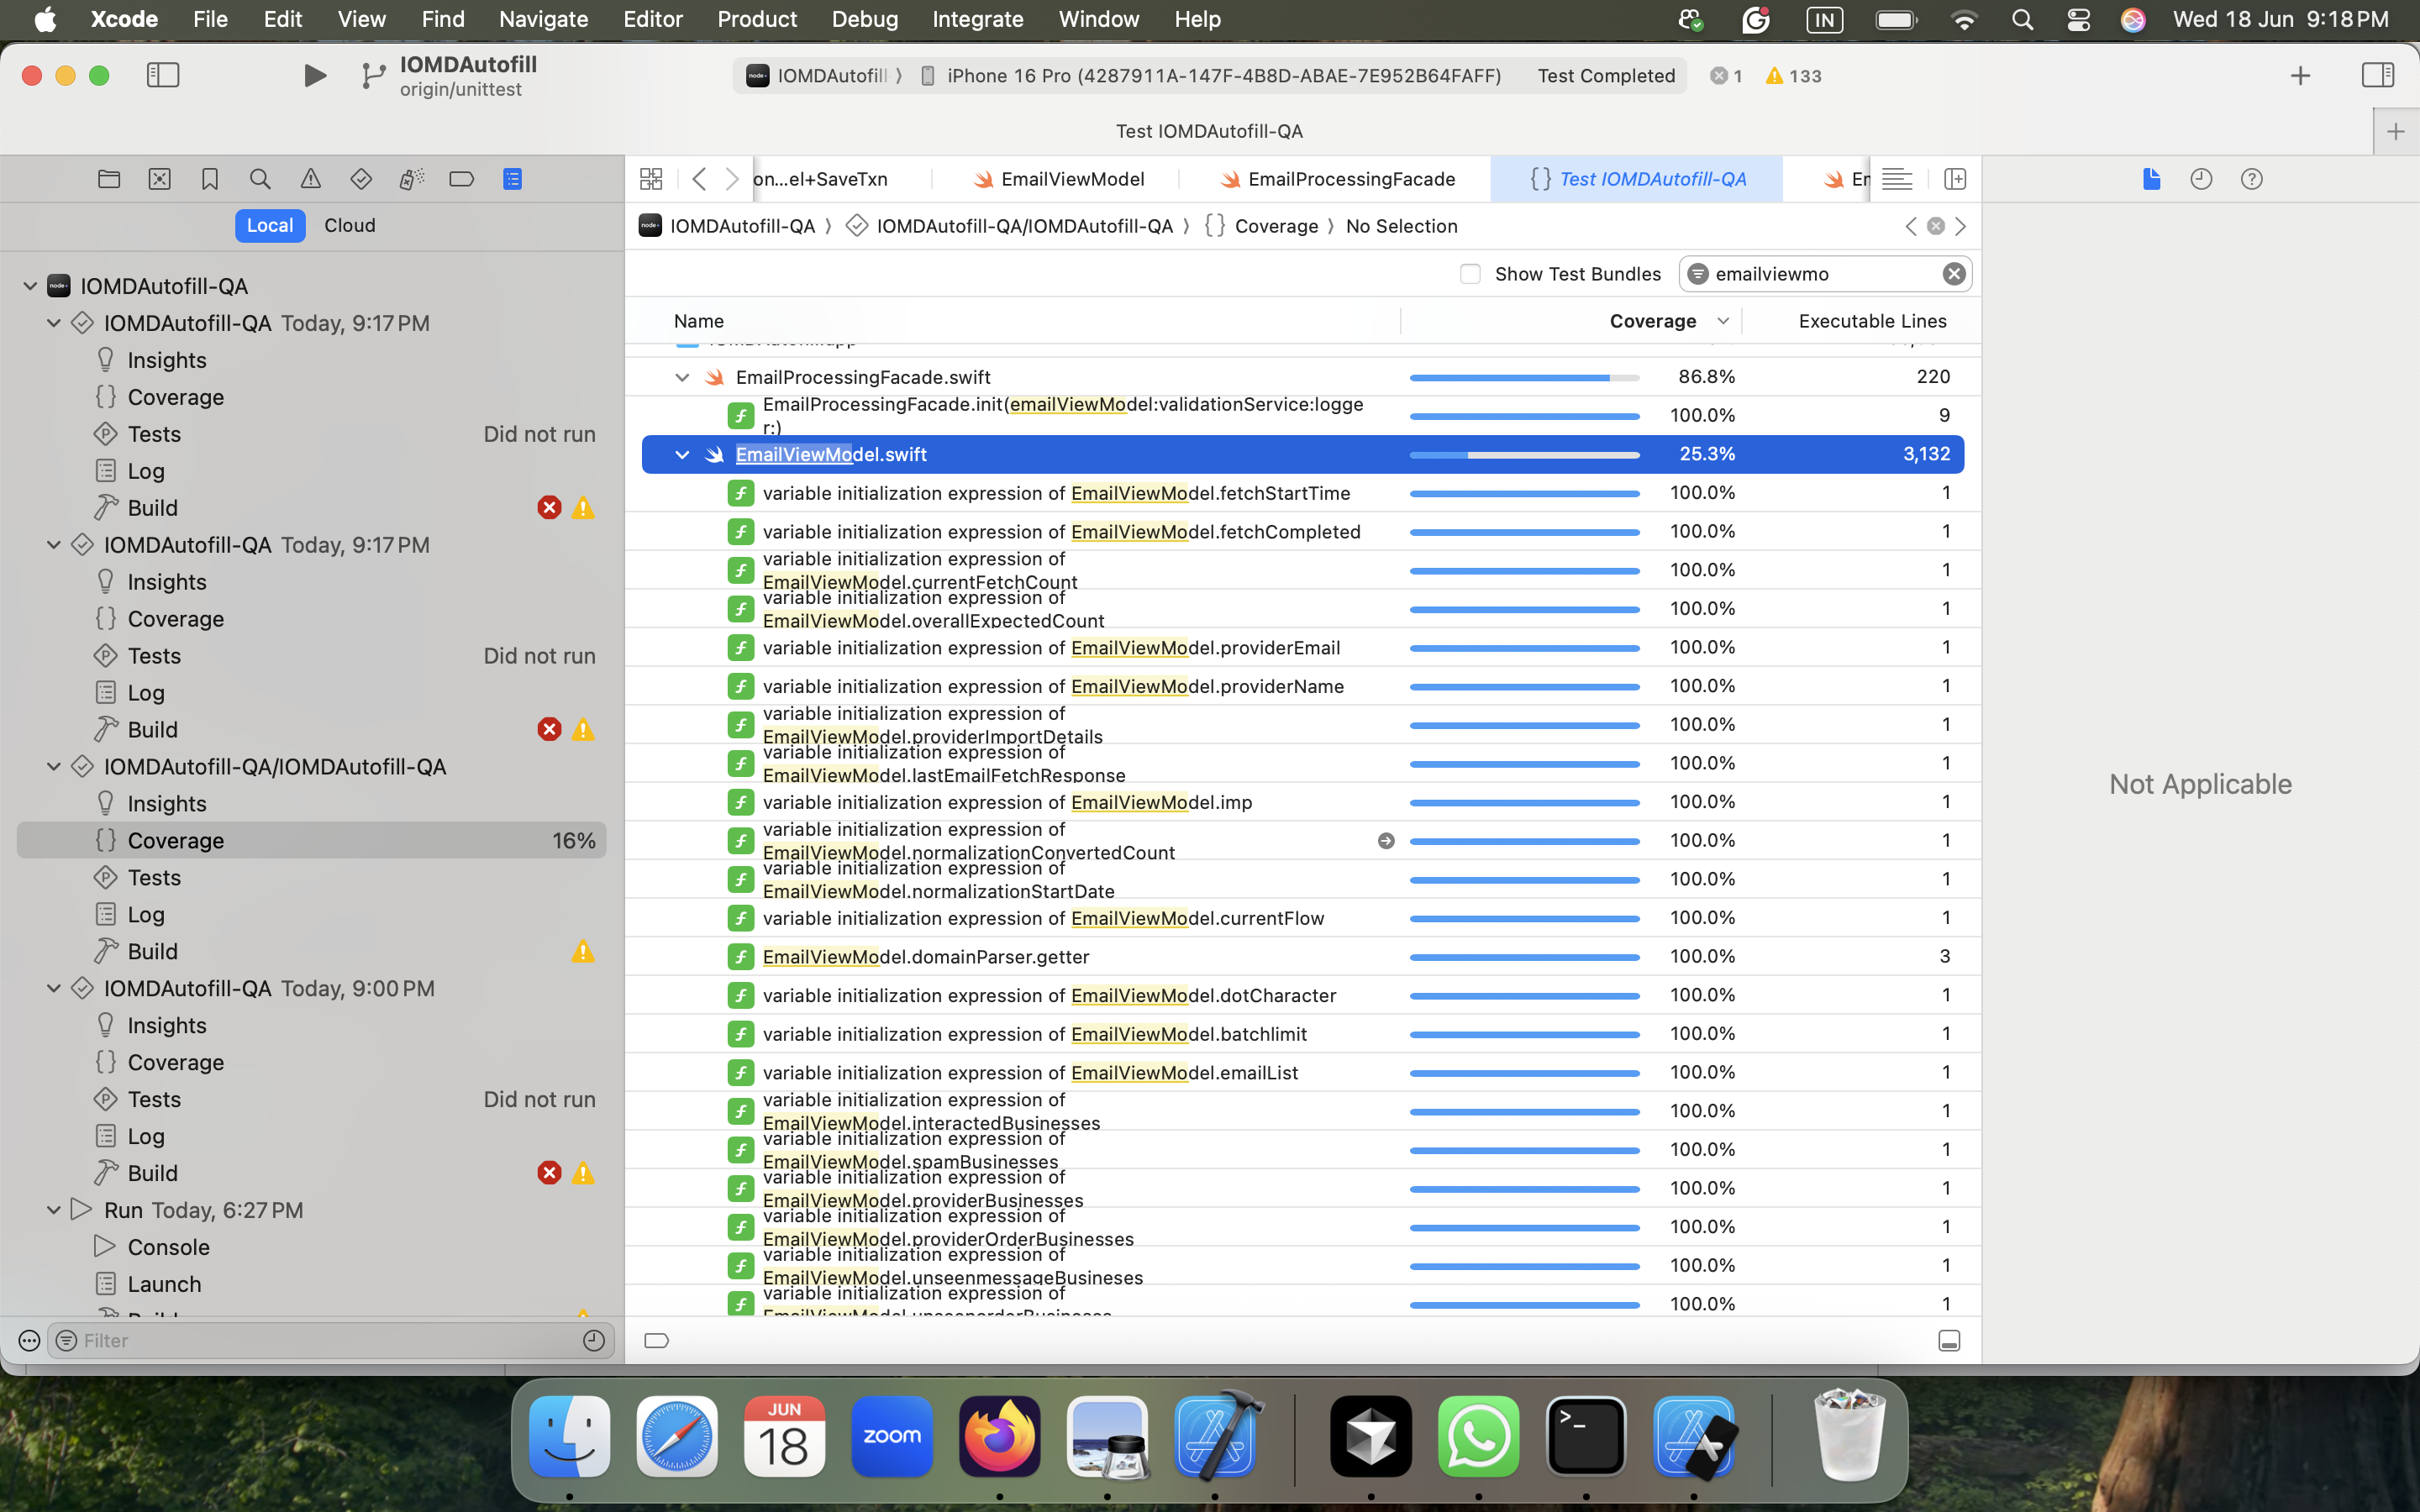 Xcode File Edit View Find Navigate Editor Product Debug Integrate Window Help IN Wed 18 Jun 9:18 PM
IOMDAutofill
origin/unittest
IOMDAutofill iPhone 16 Pro (4287911A-147F-4B8D-ABAE-7E952B64FAFF) Test Completed 1 133
Test IOMDAutofill-QA
on...el+SaveTxn EmailViewModel EmailProcessingFacade Test IOMDAutofill-QA En
Local Cloud
IOMDAutofill-QA IOMDAutofill-QA/IOMDAutofill-QA Coverage No Selection
Show Test Bundles emailviewmo
IOMDAutofill-QA
IOMDAutofill-QA Today, 9:17 PM
Insights
Coverage
Tests Did not run
Log
Build
IOMDAutofill-QA Today, 9:17 PM
Insights
Coverage
Tests Did not run
Log
Build
IOMDAutofill-QA/IOMDAutofill-QA
Insights
Coverage 16%
Tests
Log
Build
IOMDAutofill-QA Today, 9:00 PM
Insights
Coverage
Tests Did not run
Log
Build
Run Today, 6:27 PM
Console
Launch
Filter
Name Coverage Executable Lines
EmailProcessingFacade.swift 86.8% 220
EmailProcessingFacade.init(emailViewModel:validationService:logge
r:) 100.0% 9
EmailViewModel.swift 25.3% 3,132
variable initialization expression of EmailViewModel.fetchStartTime 100.0% 1
variable initialization expression of EmailViewModel.fetchCompleted 100.0% 1
variable initialization expression of
EmailViewModel.currentFetchCount 100.0% 1
variable initialization expression of
EmailViewModel.overallExpectedCount 100.0% 1
variable initialization expression of EmailViewModel.providerEmail 100.0% 1
variable initialization expression of EmailViewModel.providerName 100.0% 1
variable initialization expression of
EmailViewModel.providerImportDetails 100.0% 1
variable initialization expression of
EmailViewModel.lastEmailFetchResponse 100.0% 1
variable initialization expression of EmailViewModel.imp 100.0% 1
variable initialization expression of
EmailViewModel.normalizationConvertedCount 100.0% 1
variable initialization expression of
EmailViewModel.normalizationStartDate 100.0% 1
variable initialization expression of EmailViewModel.currentFlow 100.0% 1
EmailViewModel.domainParser.getter 100.0% 3
variable initialization expression of EmailViewModel.dotCharacter 100.0% 1
variable initialization expression of EmailViewModel.batchlimit 100.0% 1
variable initialization expression of EmailViewModel.emailList 100.0% 1
variable initialization expression of
EmailViewModel.interactedBusinesses 100.0% 1
variable initialization expression of
EmailViewModel.spamBusinesses 100.0% 1
variable initialization expression of
EmailViewModel.providerBusinesses 100.0% 1
variable initialization expression of
EmailViewModel.providerOrderBusinesses 100.0% 1
variable initialization expression of
EmailViewModel.unseenmessageBusineses 100.0% 1
variable initialization expression of
100.0% 1
Not Applicable
JUN
18
zoom